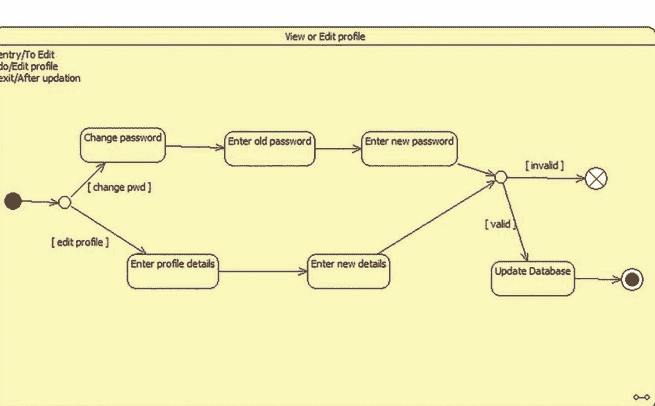 View or Edit profile
entry/To Edit
do/Edit profile
exit/After updation
Change password
Enter old password
Enter new password
[ invalid ]
[ change pwd ]
[ edit profile ]
[ valid ]
Enter profile details
Enter new details
Update Database